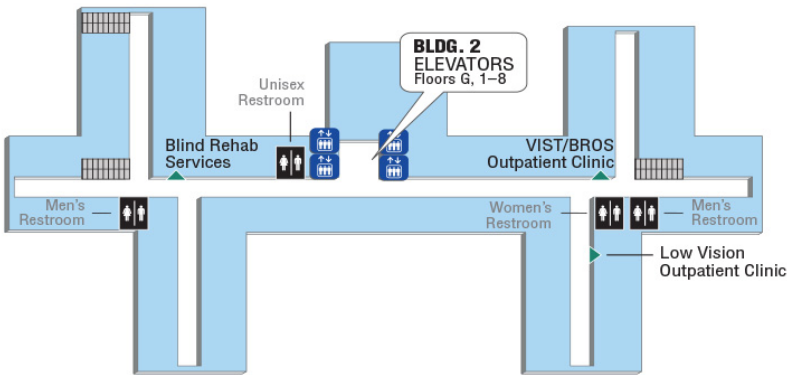 BLDG. 2
ELEVATORS
Floors G, 1–8
Unisex
Restroom
Blind Rehab
Services
VIST/BROS
Outpatient Clinic
Men's
Restroom
Women's
Restroom
Men's
Restroom
Low Vision
Outpatient Clinic